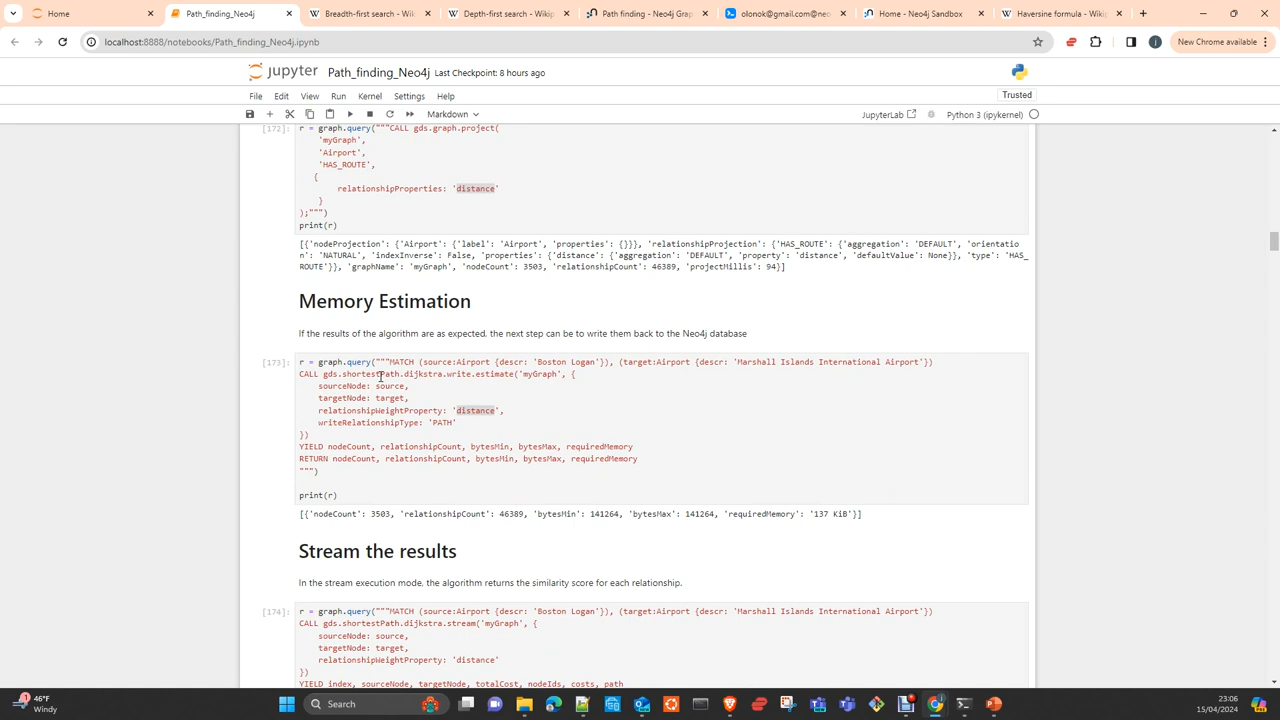 Home
Path_finding_Neo4j
Breadth-first search - Wiki
Depth-first search - Wikip
Path finding - Neo4j Grap
olonok@gmail.com@neo
Home - Neo4j Sandbox
Haversine formula - Wikip
localhost:8888/notebooks/Path_finding_Neo4j.ipynb
New Chrome available
jupyter Path_finding_Neo4j Last Checkpoint: 8 hours ago
File Edit View Run Kernel Settings Help
Trusted
Markdown
JupyterLab
Python 3 (ipykernel)
[172]: r = graph.query("""CALL gds.graph.project(
'myGraph',
'Airport',
'HAS_ROUTE',
{
relationshipProperties: 'distance'
}
);""")
print(r)
[{'nodeProjection': {'Airport': {'label': 'Airport', 'properties': {}}}, 'relationshipProjection': {'HAS_ROUTE': {'aggregation': 'DEFAULT', 'orientatio
n': 'NATURAL', 'indexInverse': False, 'properties': {'distance': {'aggregation': 'DEFAULT', 'property': 'distance', 'defaultValue': None}}, 'type': 'HAS_
ROUTE'}}, 'graphName': 'myGraph', 'nodeCount': 3503, 'relationshipCount': 46389, 'projectMillis': 94}]
Memory Estimation
If the results of the algorithm are as expected, the next step can be to write them back to the Neo4j database
[173]: r = graph.query("""MATCH (source:Airport {descr: 'Boston Logan'}), (target:Airport {descr: 'Marshall Islands International Airport'})
CALL gds.shortestPath.dijkstra.write.estimate('myGraph', {
sourceNode: source,
targetNode: target,
relationshipWeightProperty: 'distance',
writeRelationshipType: 'PATH'
})
YIELD nodeCount, relationshipCount, bytesMin, bytesMax, requiredMemory
RETURN nodeCount, relationshipCount, bytesMin, bytesMax, requiredMemory
""")
print(r)
[{'nodeCount': 3503, 'relationshipCount': 46389, 'bytesMin': 141264, 'bytesMax': 141264, 'requiredMemory': '137 KiB'}]
Stream the results
In the stream execution mode, the algorithm returns the similarity score for each relationship.
[174]: r = graph.query("""MATCH (source:Airport {descr: 'Boston Logan'}), (target:Airport {descr: 'Marshall Islands International Airport'})
CALL gds.shortestPath.dijkstra.stream('myGraph', {
sourceNode: source,
targetNode: target,
relationshipWeightProperty: 'distance'
})
YIELD index, sourceNode, targetNode, totalCost, nodeIds, costs, path
46°F
Windy
Search
23:06
15/04/2024